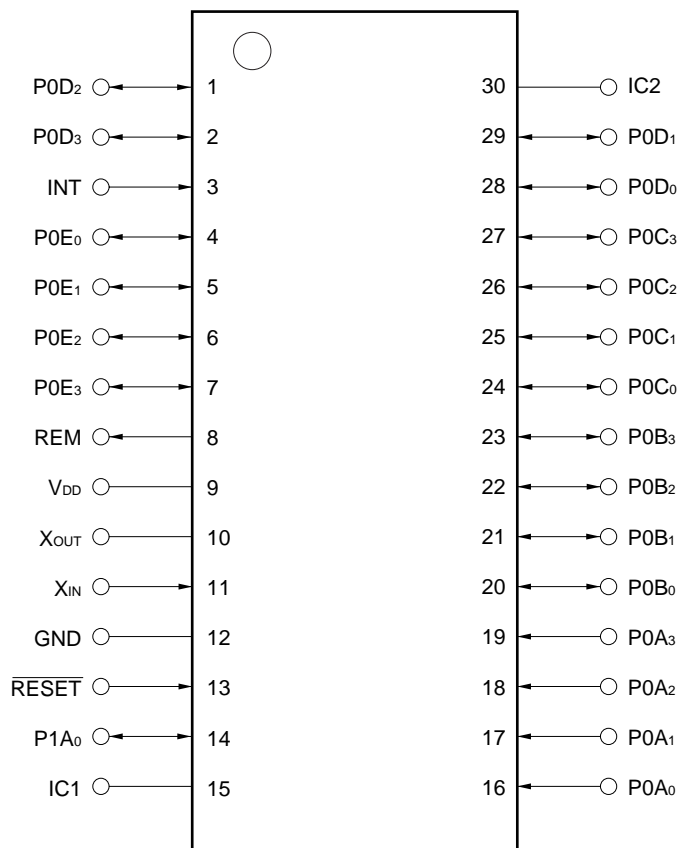 P0D₂ 1 30 IC2
P0D₃ 2 29 P0D₁
INT 3 28 P0D₀
P0E₀ 4 27 P0C₃
P0E₁ 5 26 P0C₂
P0E₂ 6 25 P0C₁
P0E₃ 7 24 P0C₀
REM 8 23 P0B₃
VDD 9 22 P0B₂
XOUT 10 21 P0B₁
XIN 11 20 P0B₀
GND 12 19 P0A₃
RESET 13 18 P0A₂
P1A₀ 14 17 P0A₁
IC1 15 16 P0A₀